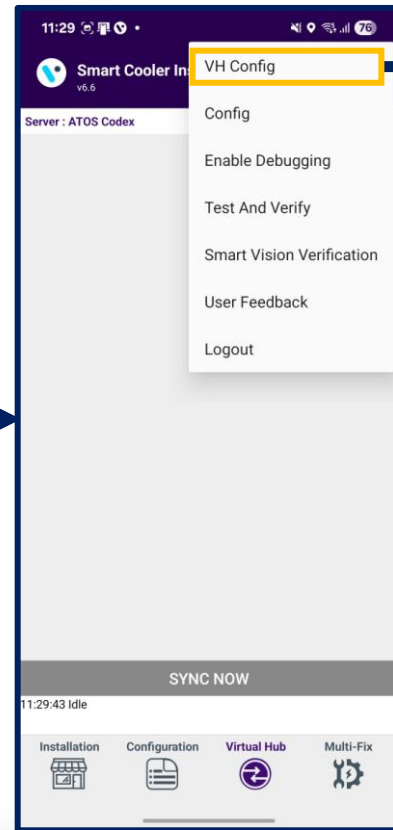 11:29
76
Smart Cooler In
v6.6
Server : ATOS Codex
VH Config
Config
Enable Debugging
Test And Verify
Smart Vision Verification
User Feedback
Logout
SYNC NOW
11:29:43 Idle
Installation Configuration Virtual Hub Multi-Fix